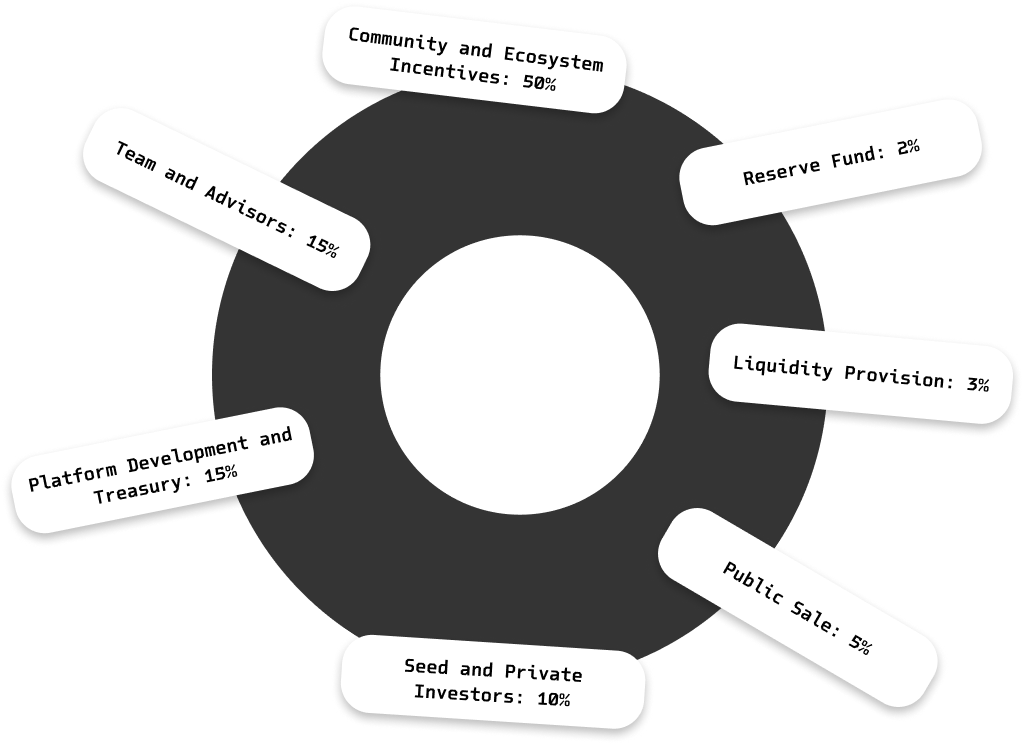 Community and Ecosystem
Incentives: 50%
Reserve Fund: 2%
Team and Advisors: 15%
Liquidity Provision: 3%
Platform Development and
Treasury: 15%
Public Sale: 5%
Seed and Private
Investors: 10%